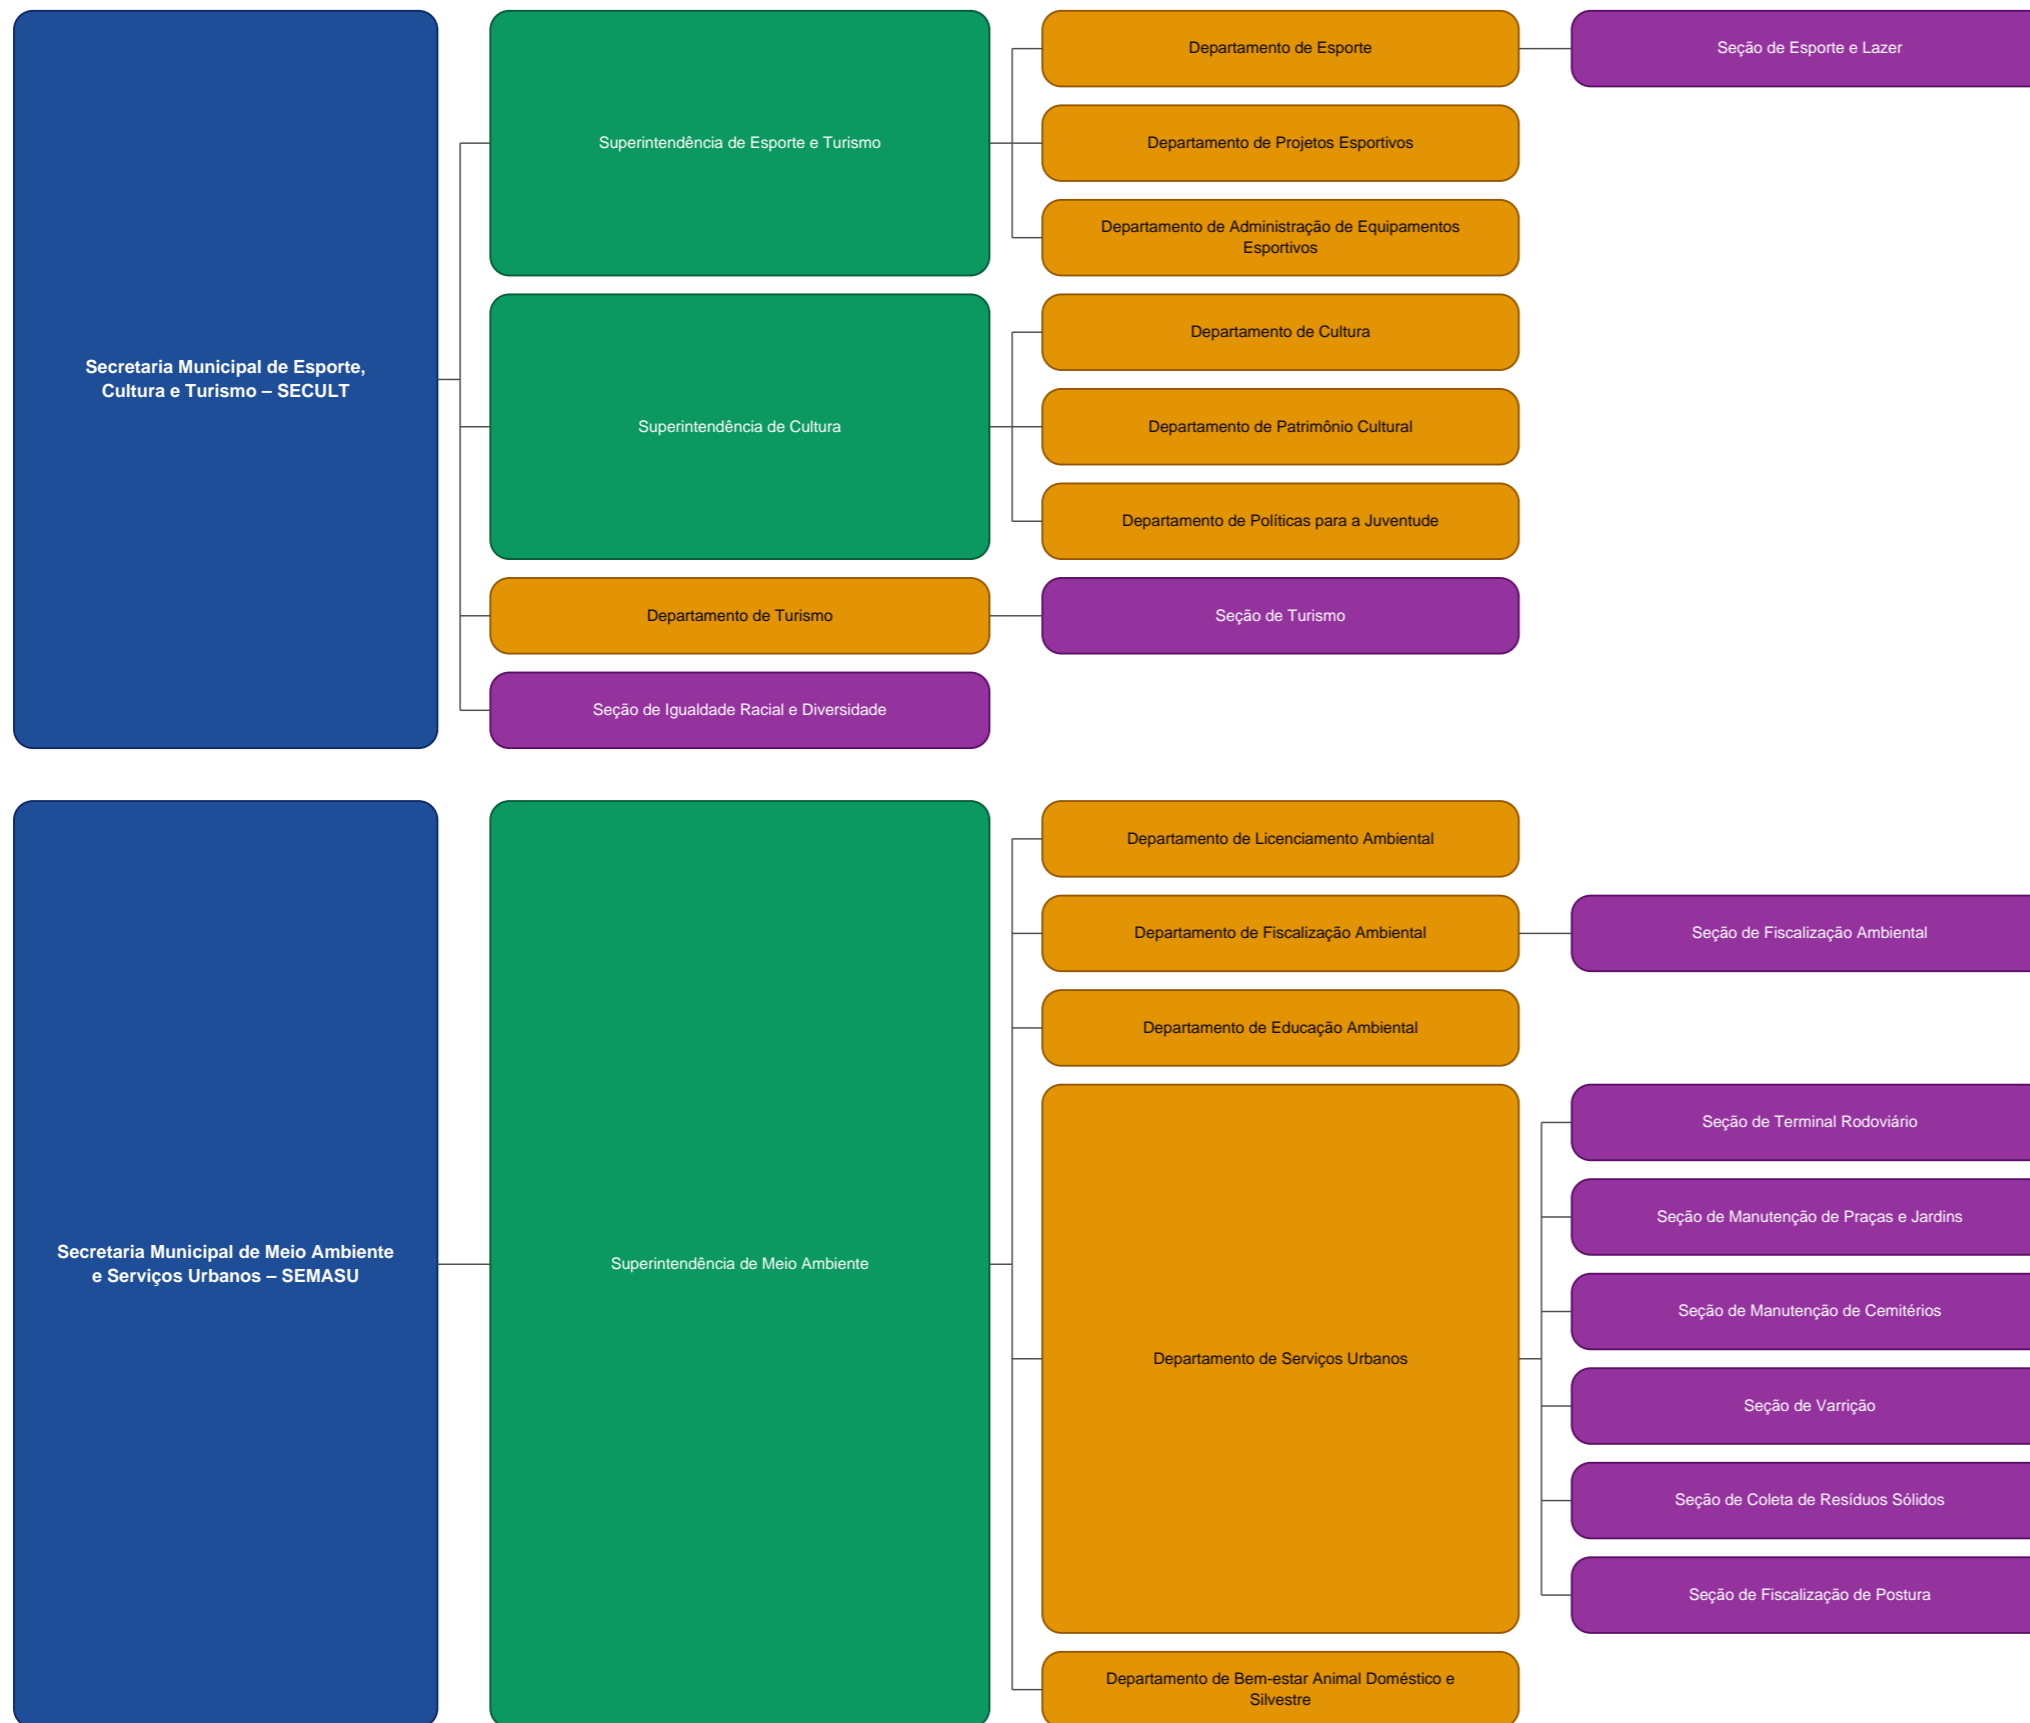 Secretaria Municipal de Esporte,
Cultura e Turismo – SECULT
Superintendência de Esporte e Turismo
Departamento de Esporte
Seção de Esporte e Lazer
Departamento de Projetos Esportivos
Departamento de Administração de Equipamentos
Esportivos
Superintendência de Cultura
Departamento de Cultura
Departamento de Patrimônio Cultural
Departamento de Políticas para a Juventude
Departamento de Turismo
Seção de Turismo
Seção de Igualdade Racial e Diversidade
Secretaria Municipal de Meio Ambiente
e Serviços Urbanos – SEMASU
Superintendência de Meio Ambiente
Departamento de Licenciamento Ambiental
Departamento de Fiscalização Ambiental
Seção de Fiscalização Ambiental
Departamento de Educação Ambiental
Departamento de Serviços Urbanos
Seção de Terminal Rodoviário
Seção de Manutenção de Praças e Jardins
Seção de Manutenção de Cemitérios
Seção de Varrição
Seção de Coleta de Resíduos Sólidos
Seção de Fiscalização de Postura
Departamento de Bem-estar Animal Doméstico e
Silvestre